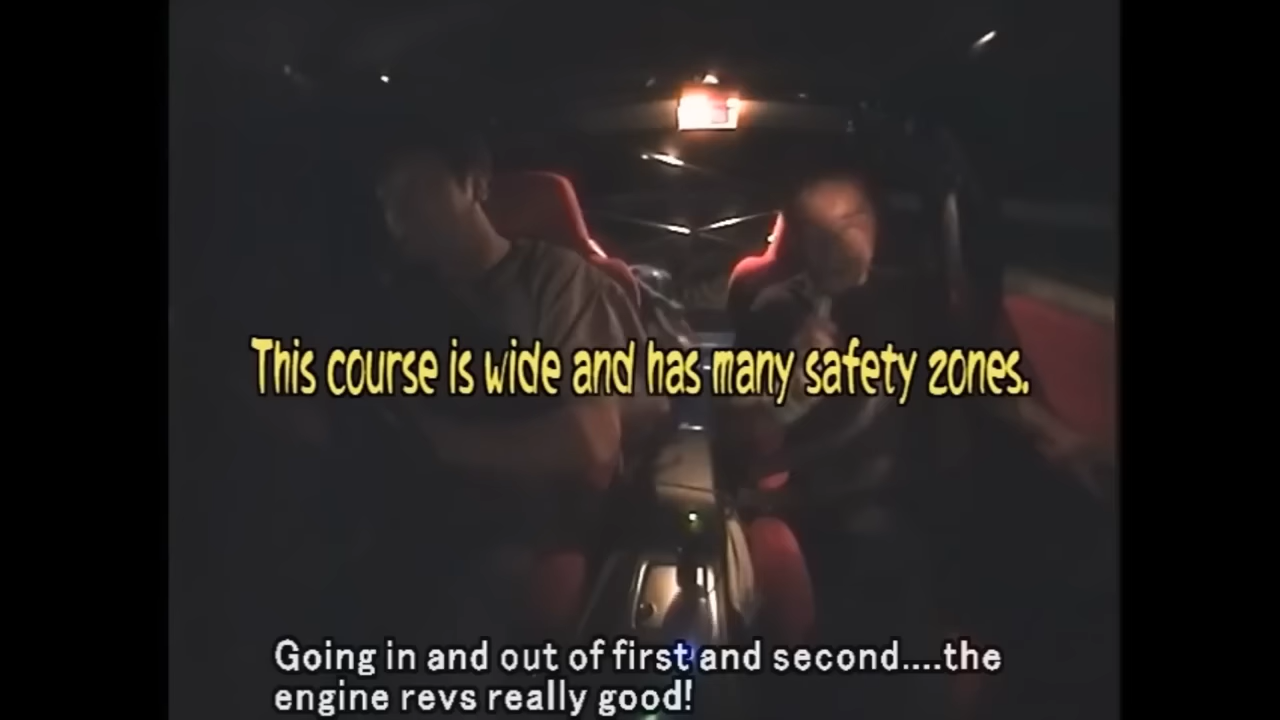 This course is wide and has many safety zones.
Going in and out of first and second....the
engine revs really good!